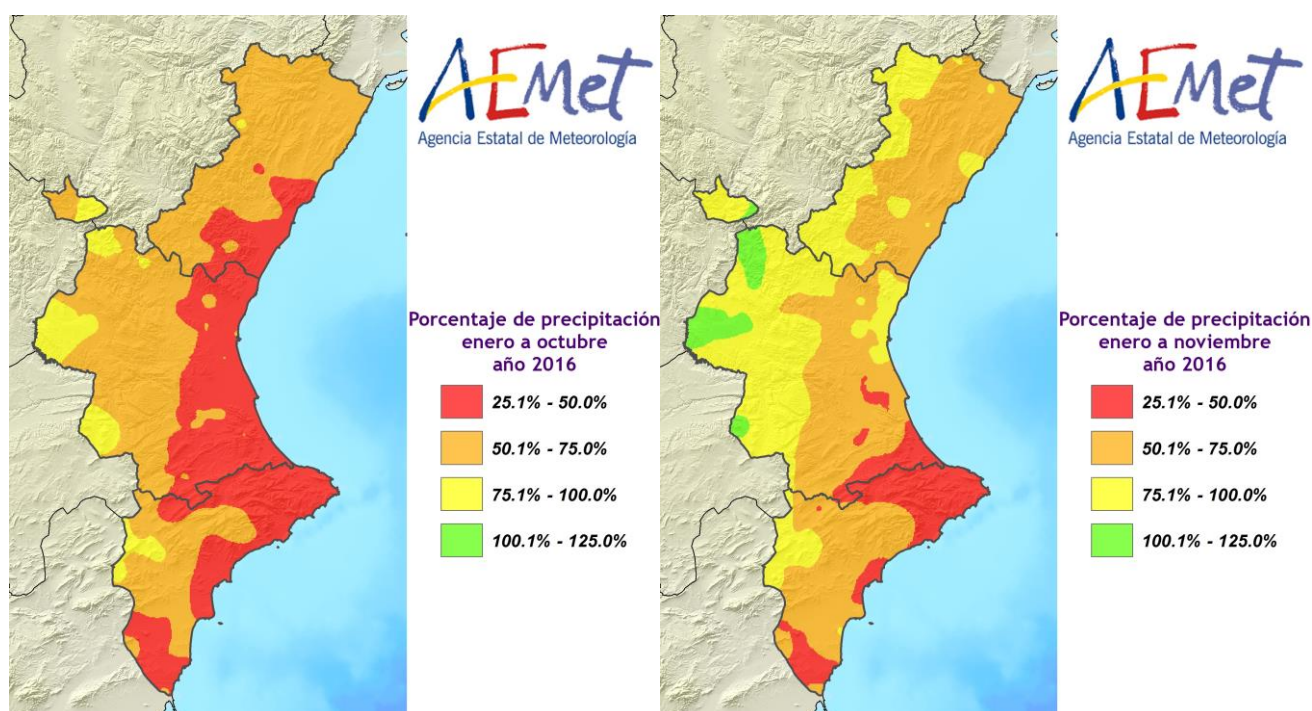 AEMet
Agencia Estatal de Meteorología
Porcentaje de precipitación
enero a octubre
año 2016
25.1% - 50.0%
50.1% - 75.0%
75.1% - 100.0%
100.1% - 125.0%
AEMet
Agencia Estatal de Meteorología
Porcentaje de precipitación
enero a noviembre
año 2016
25.1% - 50.0%
50.1% - 75.0%
75.1% - 100.0%
100.1% - 125.0%